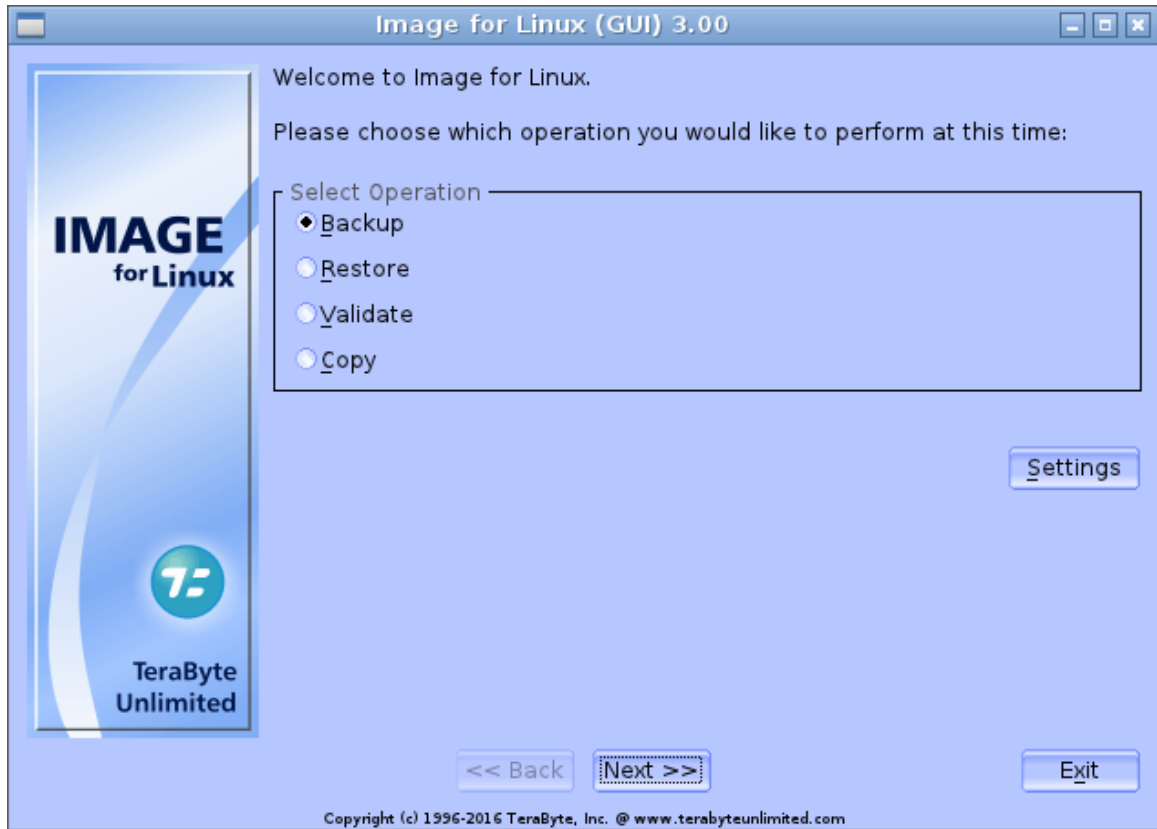 Image for Linux (GUI) 3.00
IMAGE
for Linux
TeraByte
Unlimited
Welcome to Image for Linux.
Please choose which operation you would like to perform at this time:
Select Operation
Backup
Restore
Validate
Copy
Settings
<< Back
Next >>
Exit
Copyright (c) 1996-2016 TeraByte, Inc. @ www.terabyteunlimited.com